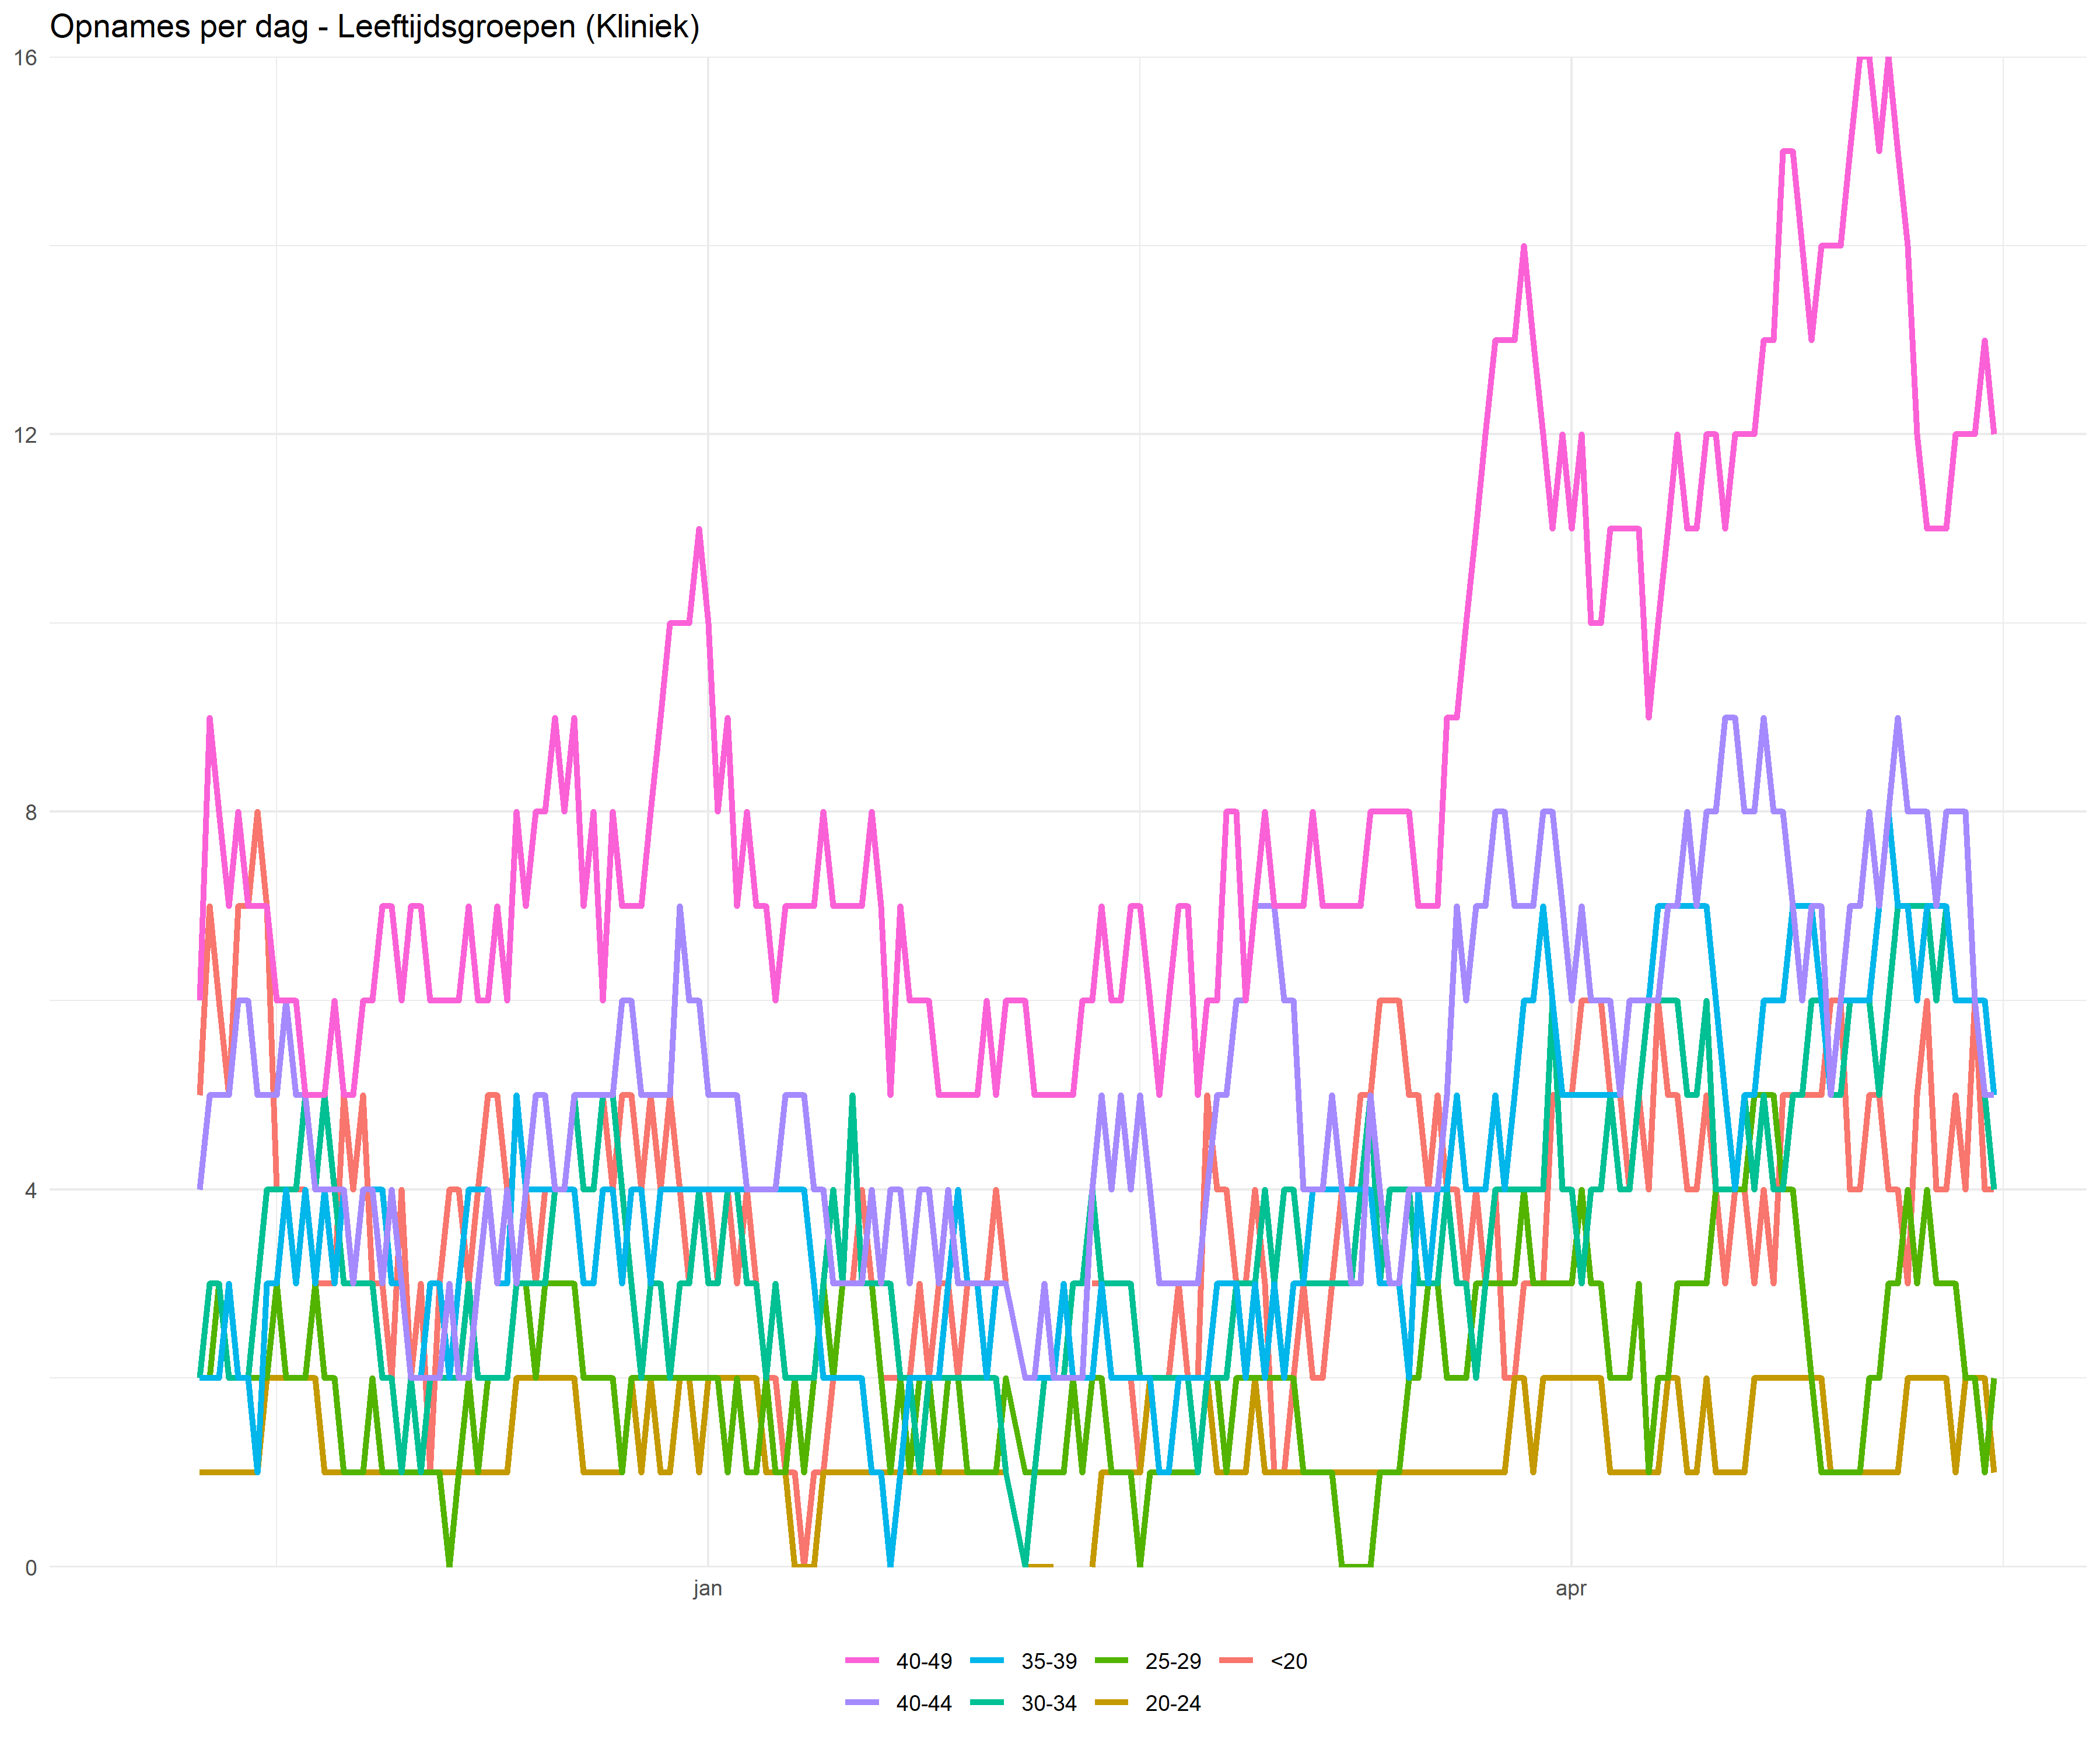 Opnames per dag - Leeftijdsgroepen (Kliniek)
16
12
8
4
0
jan apr
40-49 35-39 25-29 <20
40-44 30-34 20-24